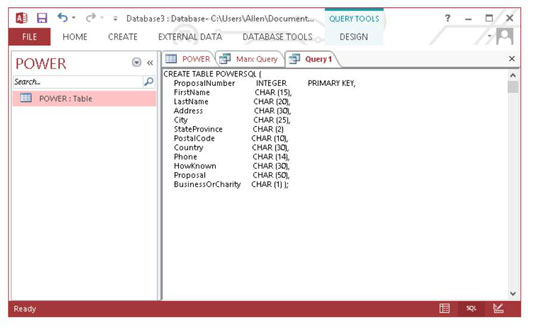 Database3 : Database- C:\Users\Allen\Document... QUERY TOOLS
FILE HOME CREATE EXTERNAL DATA DATABASE TOOLS DESIGN
POWER
Search...
POWER : Table
POWER Marx Query Query1
CREATE TABLE POWERSQL (
ProposalNumber INTEGER PRIMARY KEY,
FirstName CHAR (15),
LastName CHAR (20),
Address CHAR (30),
City CHAR (25),
StateProvince CHAR (2)
PostalCode CHAR (10),
Country CHAR (30),
Phone CHAR (14),
HowKnown CHAR (30),
Proposal CHAR (50),
BusinessOrCharity CHAR (1) );
Ready SQL